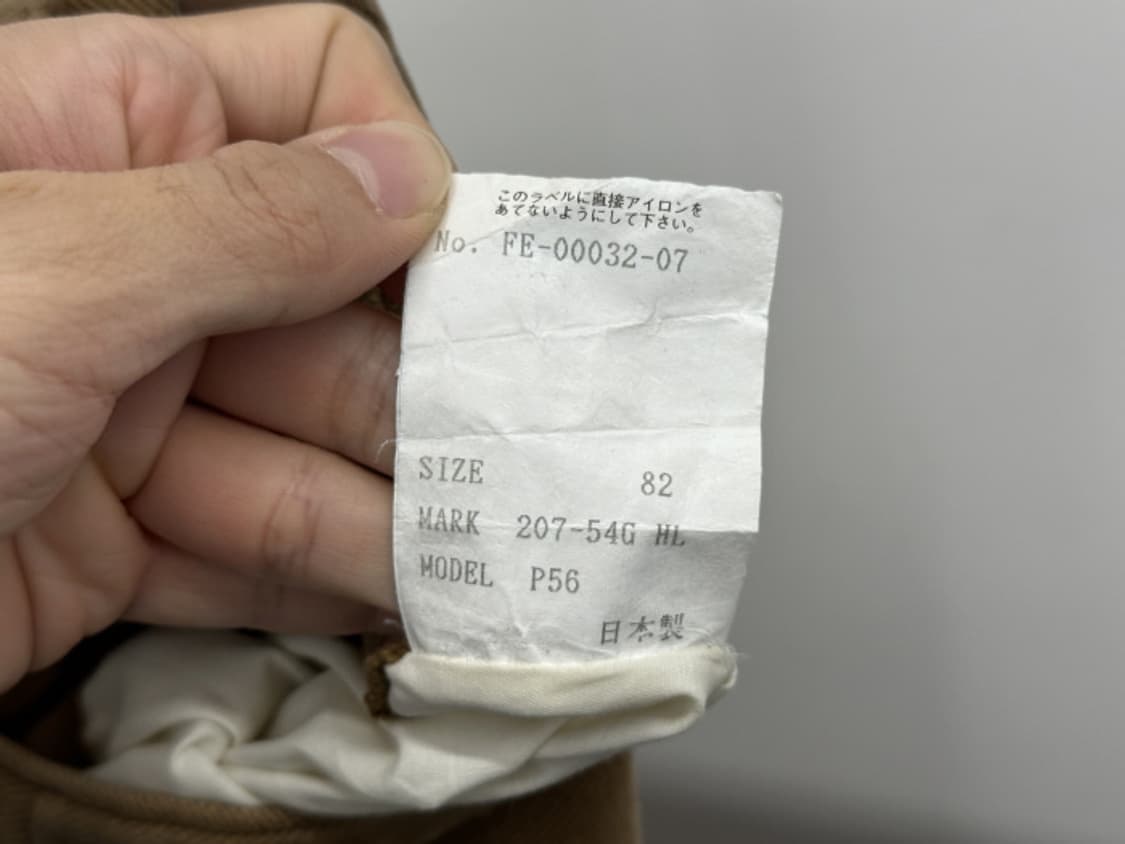 このラベルに直接アイロンを
あてないようにして下さい。
No. FE-00032-07
SIZE 82
MARK 207-54G HL
MODEL P56
日本製